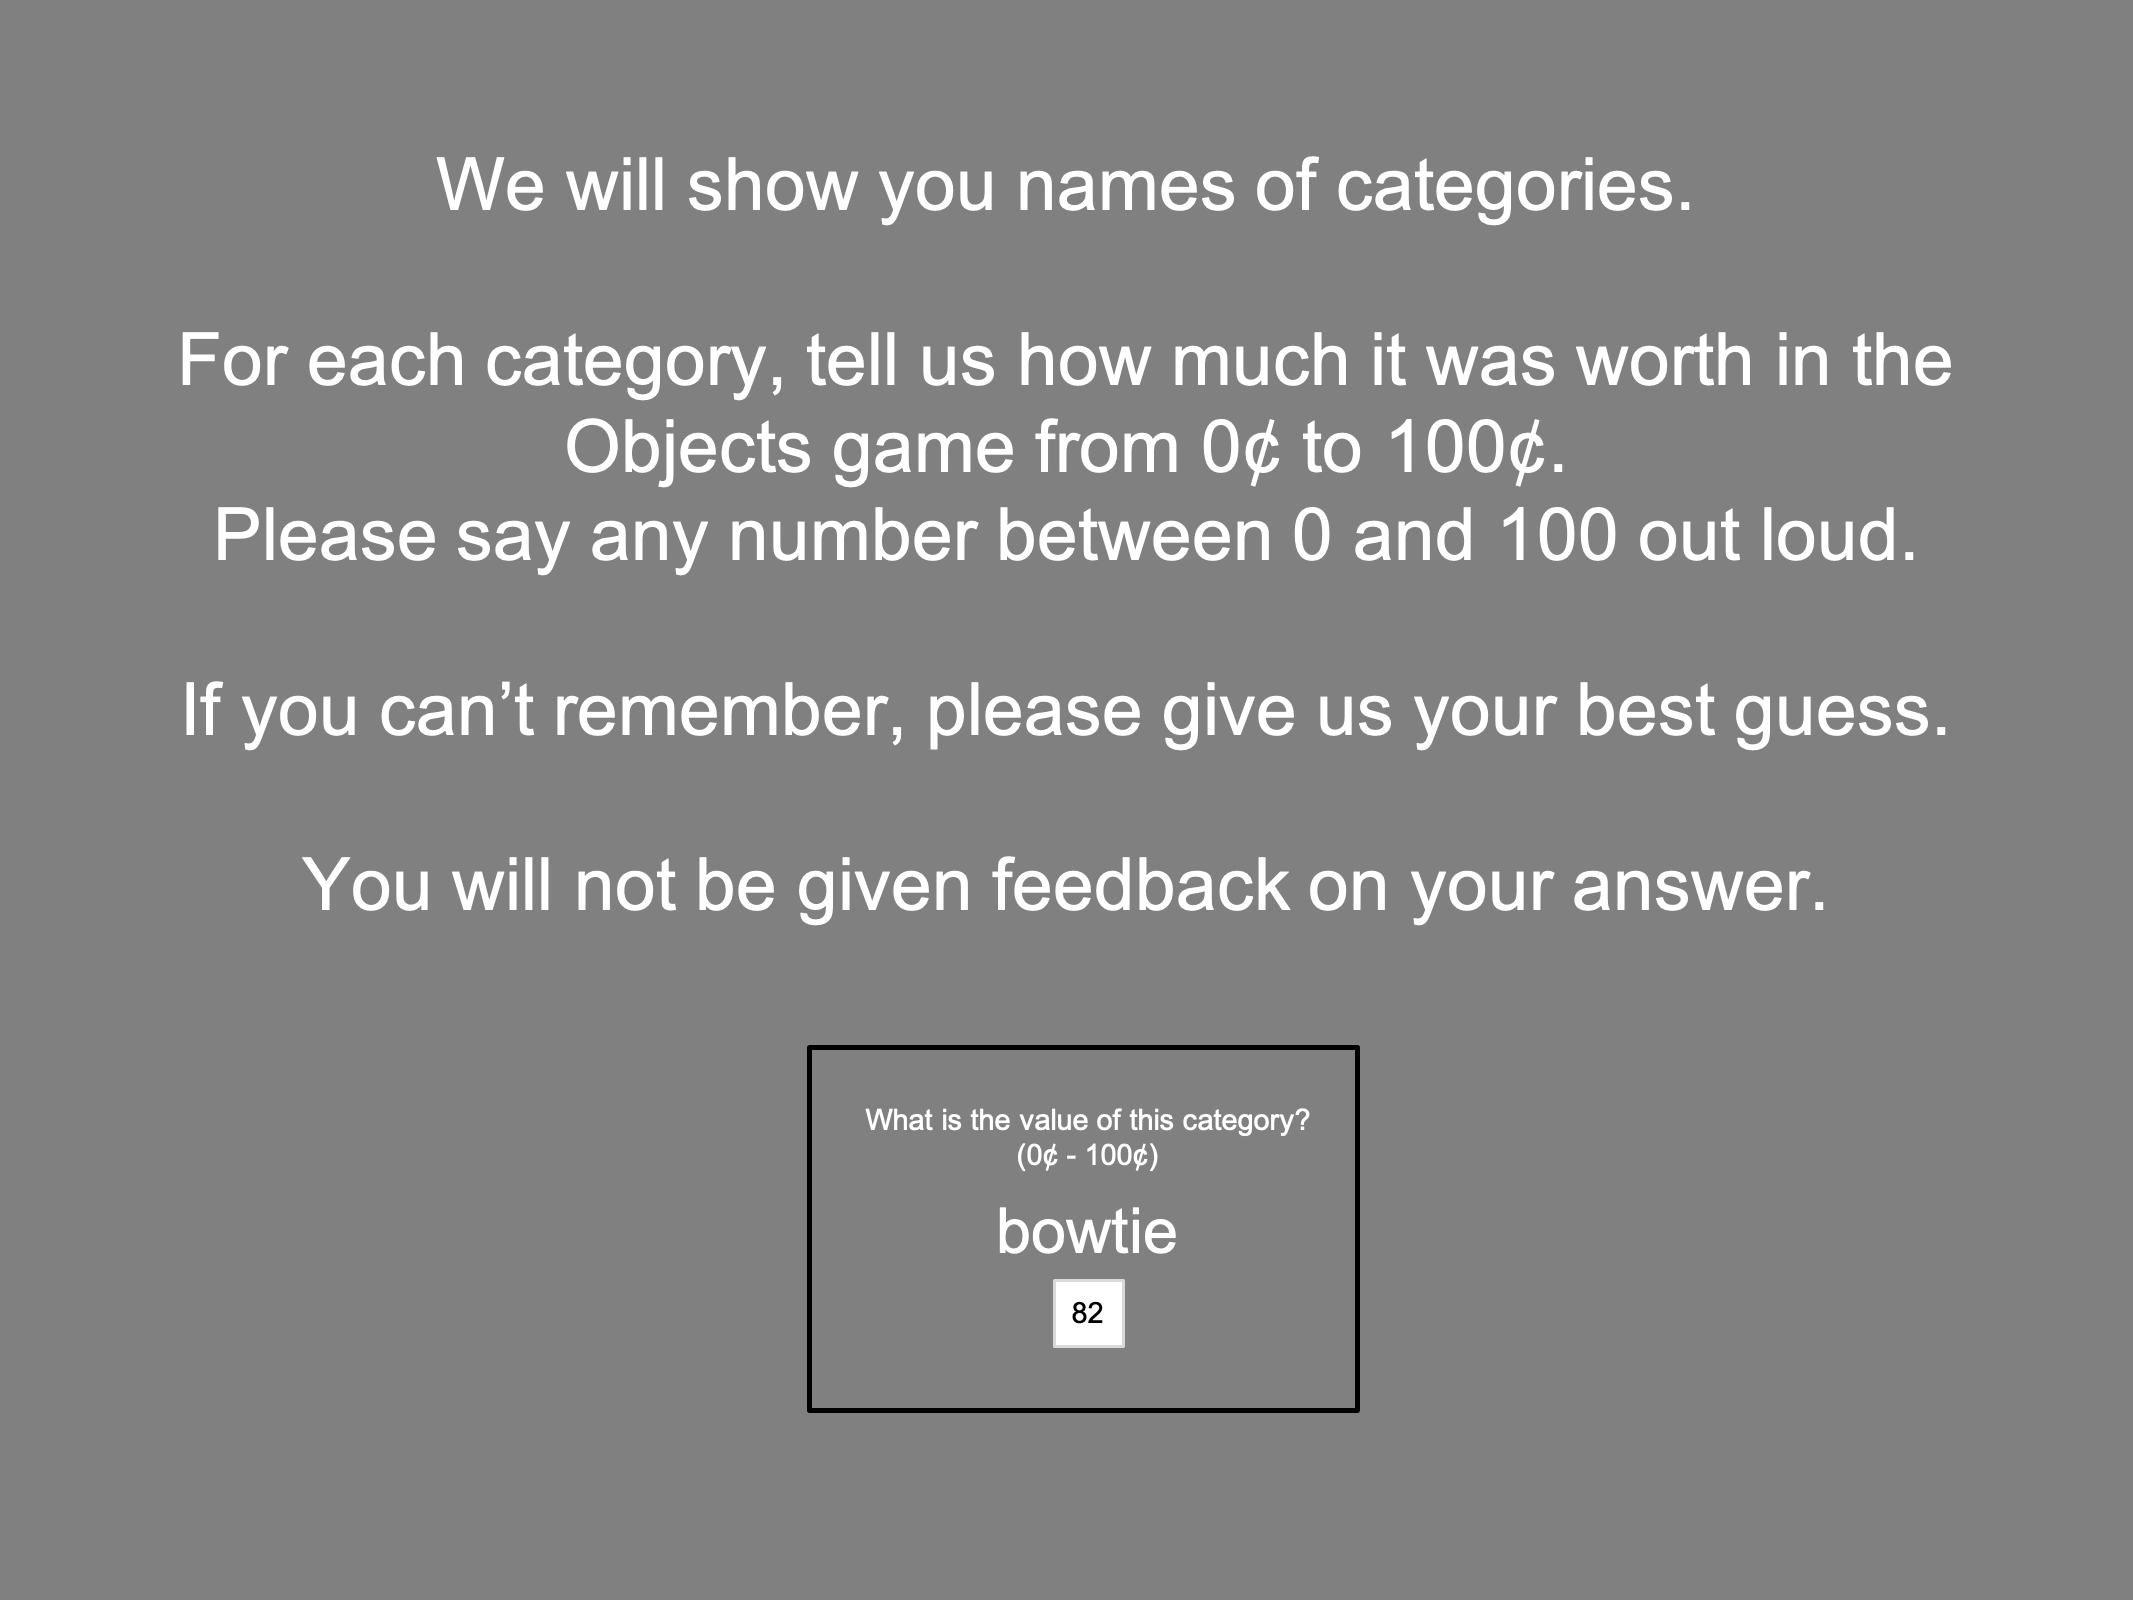 We will show you names of categories.
For each category, tell us how much it was worth in the
Objects game from 0¢ to 100¢.
Please say any number between 0 and 100 out loud.
If you can’t remember, please give us your best guess.
You will not be given feedback on your answer.
What is the value of this category?
(0¢ - 100¢)
bowtie
82